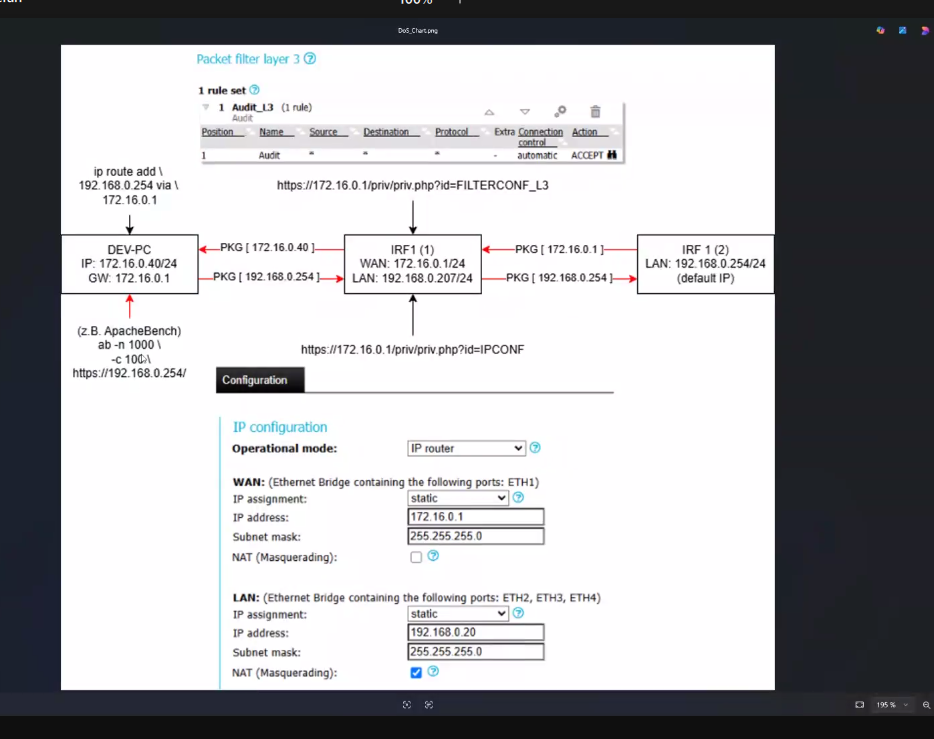 100%
DoS_Chart.png
Packet filter layer 3
1 rule set
1 Audit_L3 (1 rule)
Audit
Position Name Source Destination Protocol Extra Connection control Action
1 Audit * * * - automatic ACCEPT
ip route add \
192.168.0.254 via \
172.16.0.1
https://172.16.0.1/priv/priv.php?id=FILTERCONF_L3
DEV-PC
IP: 172.16.0.40/24
GW: 172.16.0.1
PKG [ 172.16.0.40 ]
PKG [ 192.168.0.254 ]
IRF1 (1)
WAN: 172.16.0.1/24
LAN: 192.168.0.207/24
PKG [ 172.16.0.1 ]
PKG [ 192.168.0.254 ]
IRF 1 (2)
LAN: 192.168.0.254/24
(default IP)
(z.B. ApacheBench)
ab -n 1000 \
-c 100 \
https://192.168.0.254/
https://172.16.0.1/priv/priv.php?id=IPCONF
Configuration
IP configuration
Operational mode: IP router
WAN: (Ethernet Bridge containing the following ports: ETH1)
IP assignment: static
IP address: 172.16.0.1
Subnet mask: 255.255.255.0
NAT (Masquerading):
LAN: (Ethernet Bridge containing the following ports: ETH2, ETH3, ETH4)
IP assignment: static
IP address: 192.168.0.20
Subnet mask: 255.255.255.0
NAT (Masquerading):
195 %